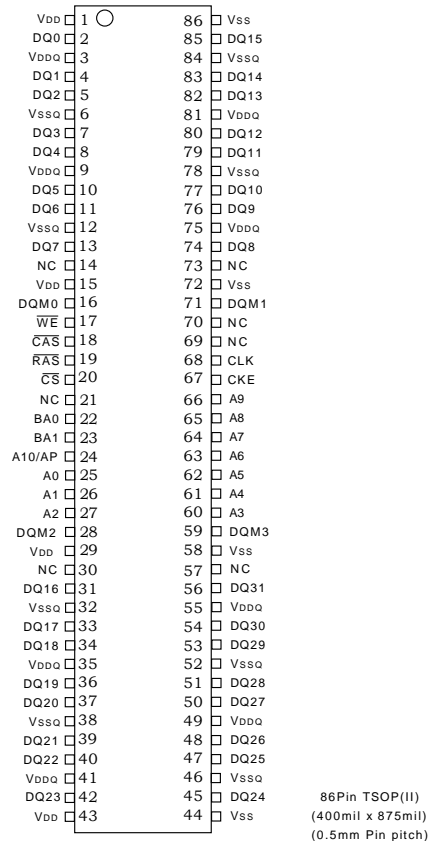 VDD 1 86 VSS
DQ0 2 85 DQ15
VDDQ 3 84 VSSQ
DQ1 4 83 DQ14
DQ2 5 82 DQ13
VSSQ 6 81 VDDQ
DQ3 7 80 DQ12
DQ4 8 79 DQ11
VDDQ 9 78 VSSQ
DQ5 10 77 DQ10
DQ6 11 76 DQ9
VSSQ 12 75 VDDQ
DQ7 13 74 DQ8
NC 14 73 NC
VDD 15 72 VSS
DQM0 16 71 DQM1
W̅E̅ 17 70 NC
C̅A̅S̅ 18 69 NC
R̅A̅S̅ 19 68 CLK
C̅S̅ 20 67 CKE
NC 21 66 A9
BA0 22 65 A8
BA1 23 64 A7
A10/AP 24 63 A6
A0 25 62 A5
A1 26 61 A4
A2 27 60 A3
DQM2 28 59 DQM3
VDD 29 58 VSS
NC 30 57 NC
DQ16 31 56 DQ31
VSSQ 32 55 VDDQ
DQ17 33 54 DQ30
DQ18 34 53 DQ29
VDDQ 35 52 VSSQ
DQ19 36 51 DQ28
DQ20 37 50 DQ27
VSSQ 38 49 VDDQ
DQ21 39 48 DQ26
DQ22 40 47 DQ25
VDDQ 41 46 VSSQ
DQ23 42 45 DQ24
VDD 43 44 VSS
86Pin TSOP(II)
(400mil x 875mil)
(0.5mm Pin pitch)